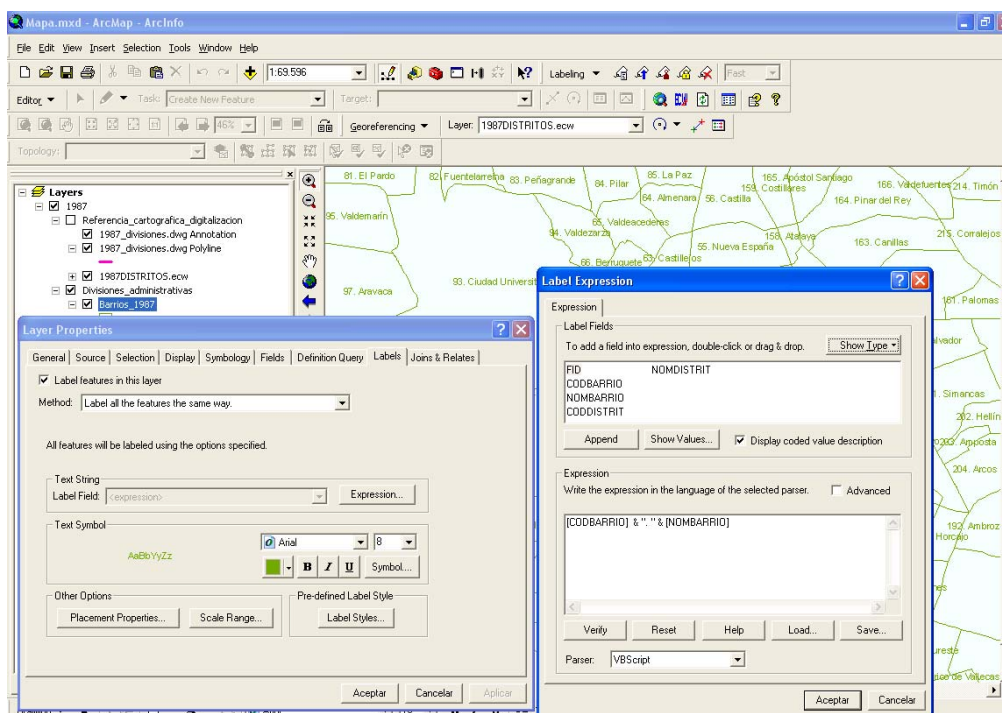 Mapa.mxd - ArcMap - ArcInfo
File Edit View Insert Selection Tools Window Help
1:69.596 Labeling Fast
Editor Task: Create New Feature Target:
46% Georeferencing Layer: 1987DISTRITOS.ecw
Topology:
Layers
1987
Referencia_cartografica_digitalizacion
1987_divisiones.dwg Annotation
1987_divisiones.dwg Polyline
1987DISTRITOS.ecw
Divisiones_administrativas
Barrios_1987
81. El Pardo
82. Fuentelarreina
83. Peñagrande
84. Pilar
85. La Paz
165. Apóstol Santiago
159. Costillares
166. Valdefuentes
214. Timón
64. Almenara
56. Castilla
164. Pinar del Rey
95. Valdemarín
65. Valdeacederas
94. Valdezarza
158. Atalaya
215. Corralejos
55. Nueva España
163. Canillas
66. Berruguete
63. Castillejos
93. Ciudad Universit
97. Aravaca
161. Palomas
lvador
. Simancas
202. Hellín
203. Amposta
204. Arcos
192. Ambroz
Horcajo
ureste
Layer Properties
General Source Selection Display Symbology Fields Definition Query Labels Joins & Relates
Label features in this layer
Method: Label all the features the same way.
All features will be labeled using the options specified.
Text String
Label Field: <expression> Expression...
Text Symbol
AaBbYyZz
Arial 8
B I U Symbol...
Other Options
Placement Properties... Scale Range...
Pre-defined Label Style
Label Styles...
Aceptar Cancelar Aplicar
Label Expression
Expression
Label Fields
To add a field into expression, double-click or drag & drop. Show Type
FID NOMDISTRIT
CODBARRIO
NOMBARRIO
CODDISTRIT
Append Show Values... Display coded value description
Expression
Write the expression in the language of the selected parser. Advanced
[CODBARRIO] & ". " & [NOMBARRIO]
Verify Reset Help Load... Save...
Parser: VBScript
Aceptar Cancelar